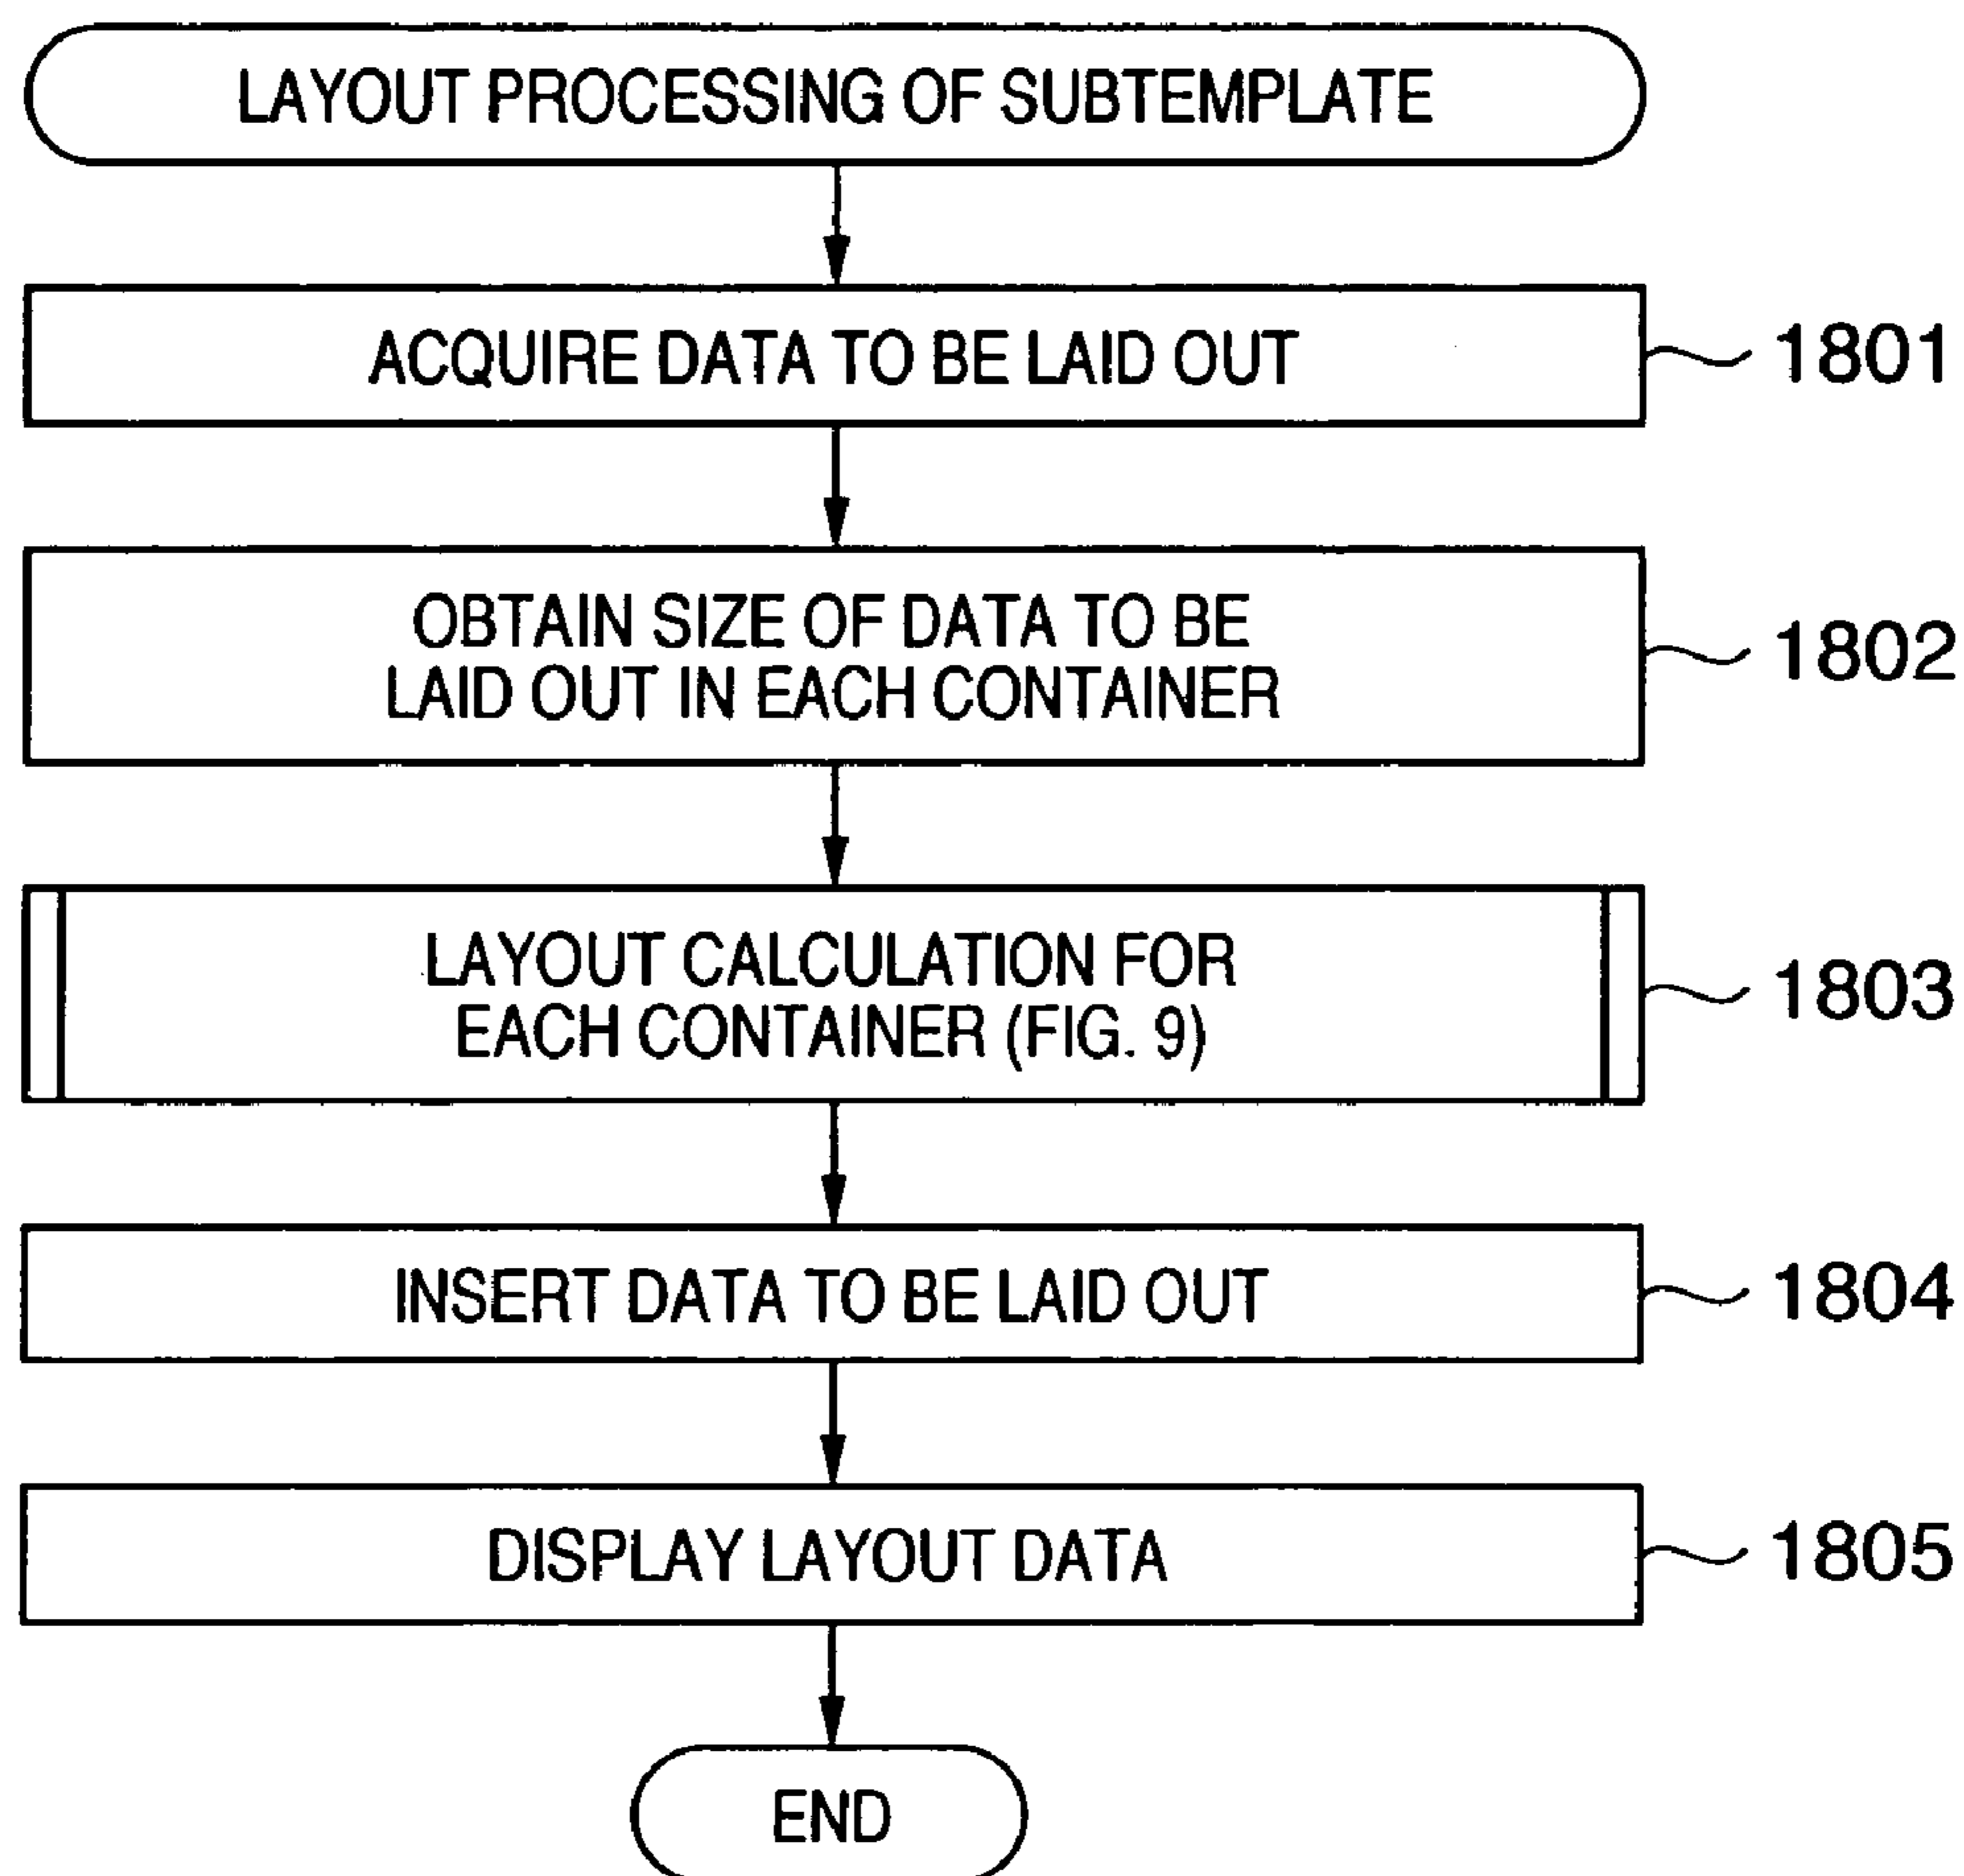 LAYOUT PROCESSING OF SUBTEMPLATE
ACQUIRE DATA TO BE LAID OUT
1801
OBTAIN SIZE OF DATA TO BE
LAID OUT IN EACH CONTAINER
1802
LAYOUT CALCULATION FOR
EACH CONTAINER (FIG. 9)
1803
INSERT DATA TO BE LAID OUT
1804
DISPLAY LAYOUT DATA
1805
END